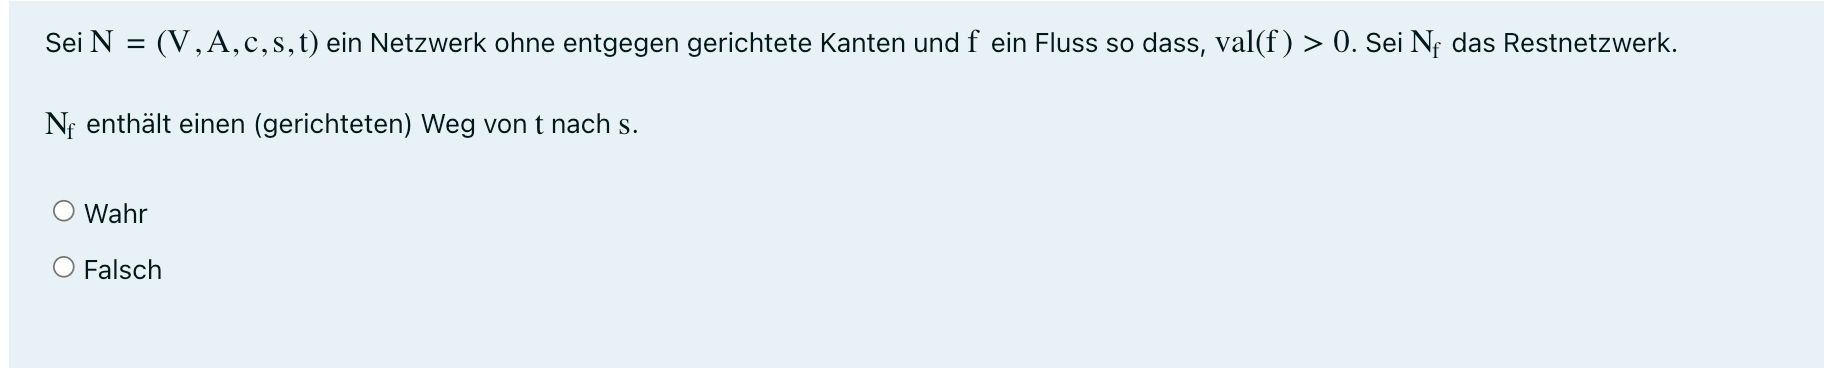 Sei N = (V, A, c, s, t) ein Netzwerk ohne entgegen gerichtete Kanten und f ein Fluss so dass, val(f) > 0. Sei N_f das Restnetzwerk.
N_f enthält einen (gerichteten) Weg von t nach s.
Wahr
Falsch